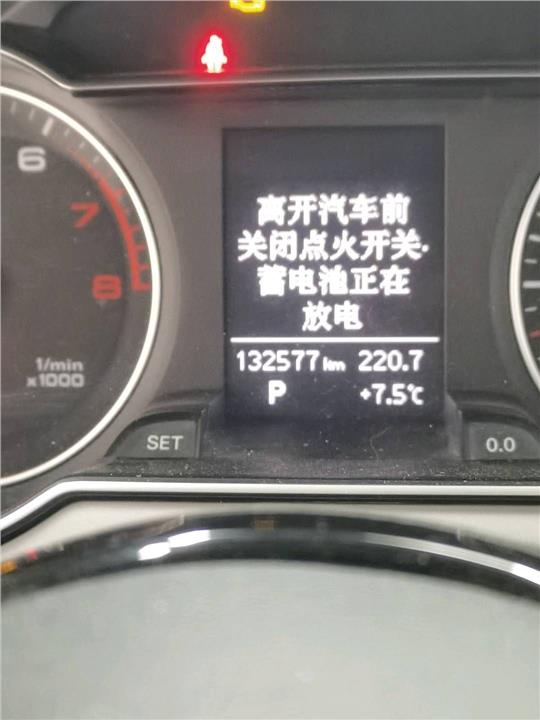 6
7
8
1/min
x1000
离开汽车前
关闭点火开关.
蓄电池正在
放电
132577 km 220.7
P +7.5℃
SET
0.0